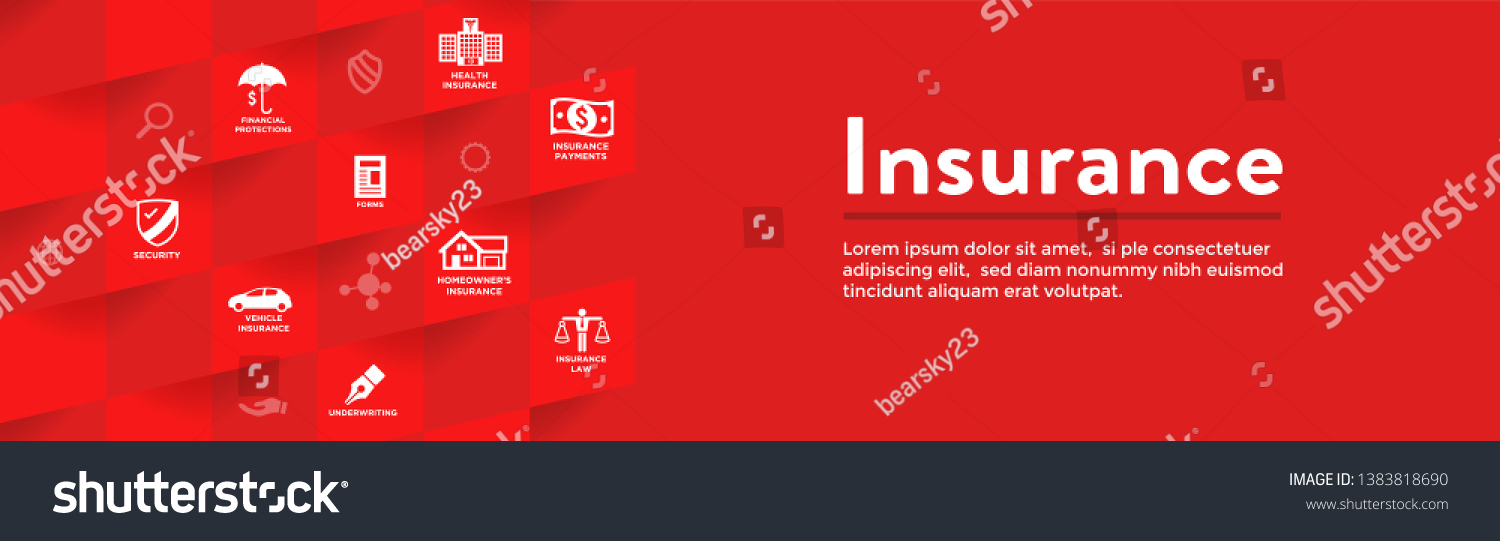 HEALTH
INSURANCE
FINANCIAL
PROTECTIONS
INSURANCE
PAYMENTS
FORMS
SECURITY
HOMEOWNER'S
INSURANCE
VEHICLE
INSURANCE
INSURANCE
LAW
UNDERWRITING
Insurance
Lorem ipsum dolor sit amet,  si ple consectetuer
adipiscing elit,  sed diam nonummy nibh euismod
tincidunt aliquam erat volutpat.
shutterstock
bearsky23
bearsky23
shutterstock
shutterstock
IMAGE ID: 1383818690
www.shutterstock.com